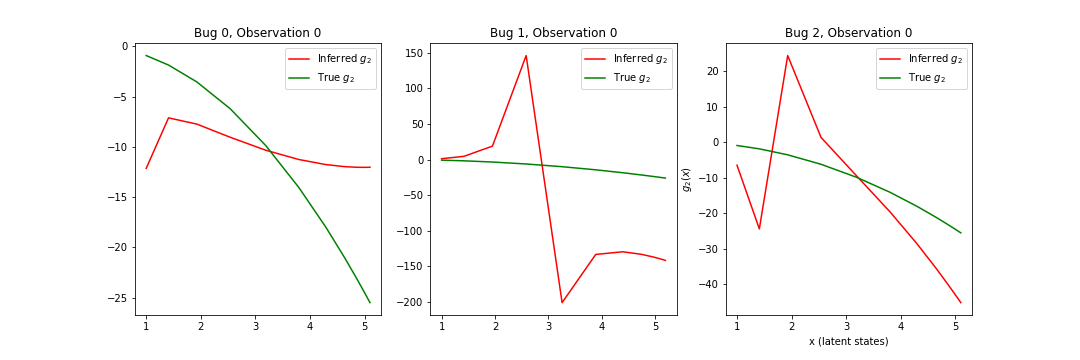 Bug 0, Observation 0
Inferred g₂
True g₂
0
−5
−10
−15
−20
−25
1 2 3 4 5
Bug 1, Observation 0
Inferred g₂
True g₂
150
100
50
0
−50
−100
−150
−200
1 2 3 4 5
Bug 2, Observation 0
Inferred g₂
True g₂
g₂(x)
20
10
0
−10
−20
−30
−40
1 2 3 4 5
x (latent states)